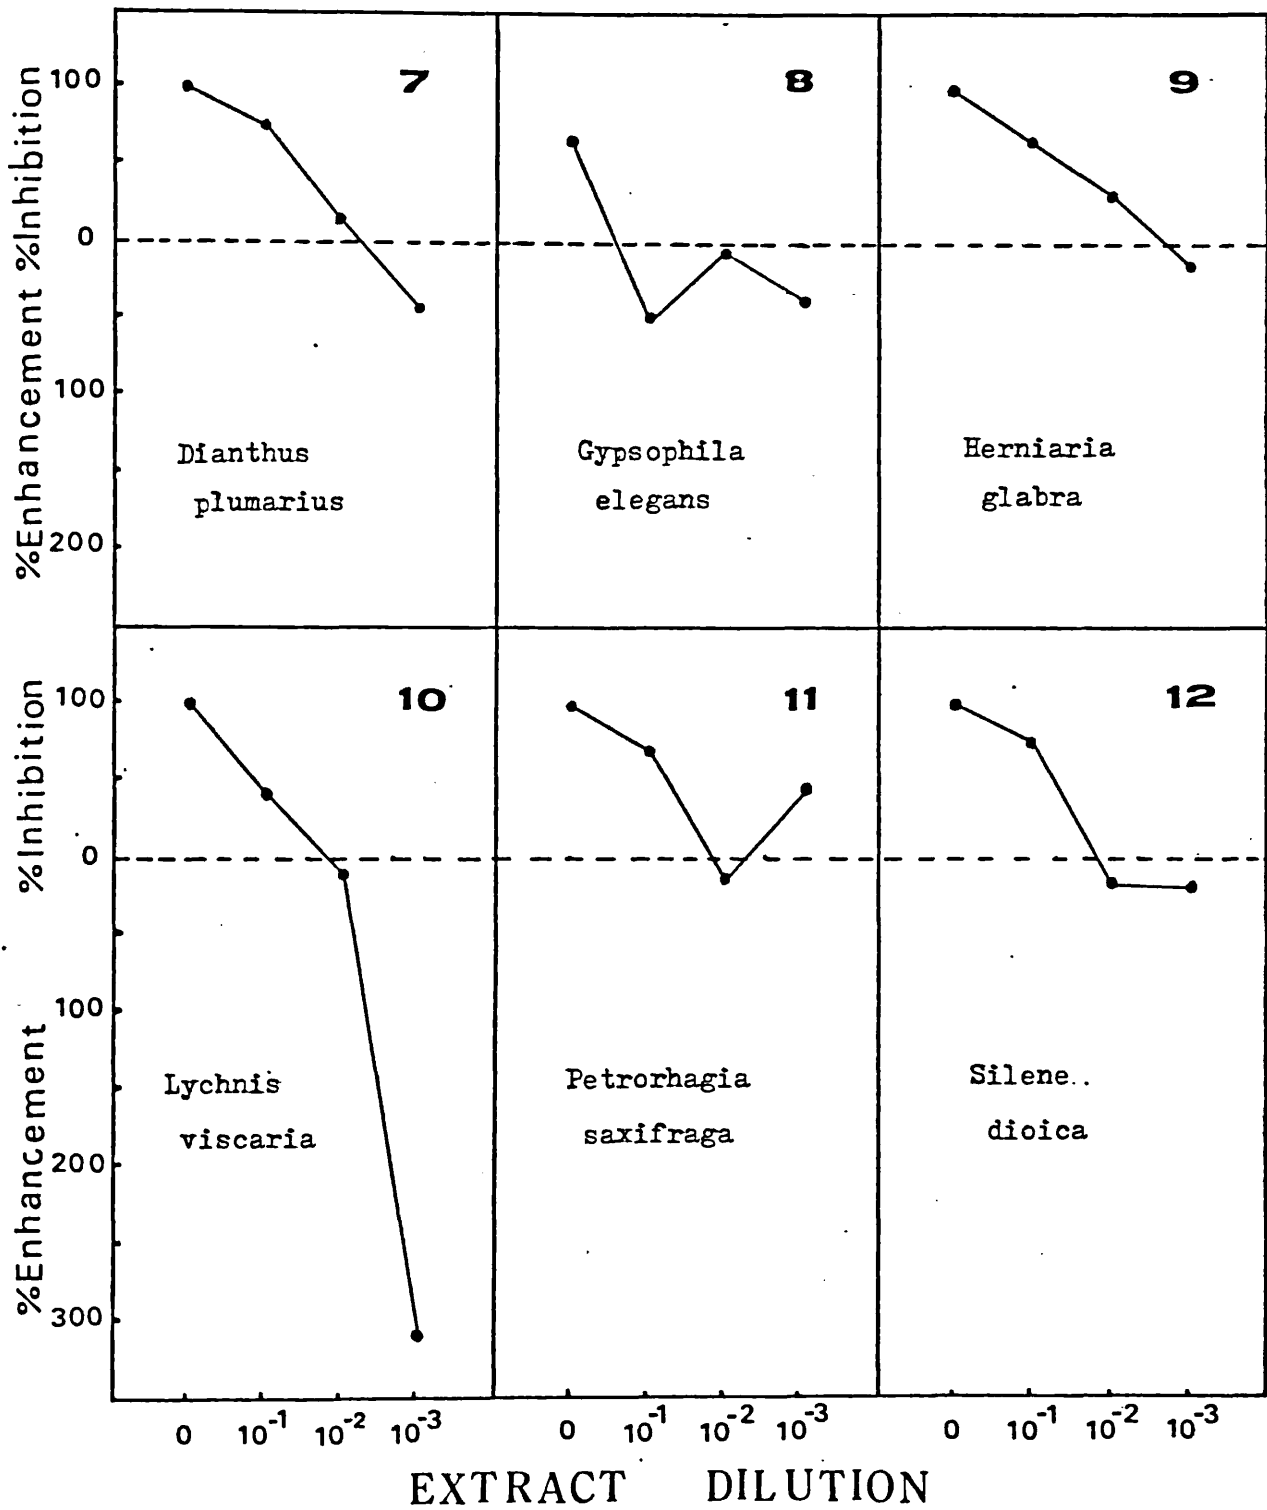 %Enhancement %Inhibition
100
0
100
200
7
Dianthus
plumarius
8
Gypsophila
elegans
9
Herniaria
glabra
%Enhancement %Inhibition
100
0
100
200
300
10
Lychnis
viscaria
11
Petrorhagia
saxifraga
12
Silene
dioica
0 10⁻¹ 10⁻² 10⁻³ 0 10⁻¹ 10⁻² 10⁻³ 0 10⁻¹ 10⁻² 10⁻³
EXTRACT DILUTION